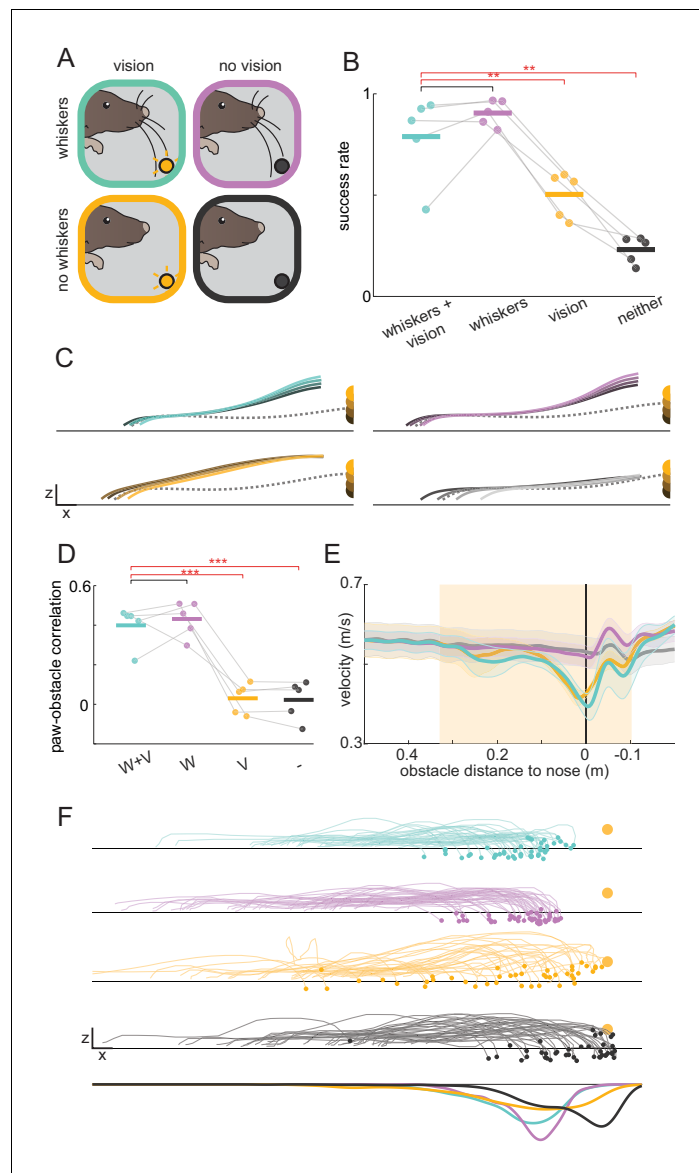 A
vision
no vision
whiskers
no whiskers
B
**
**
1
success rate
0
whiskers +
vision
whiskers
vision
neither
C
z
x
D
***
***
0.6
paw-obstacle correlation
0
W+V
W
V
-
E
0.7
velocity (m/s)
0.3
0.4
0.2
0
-0.1
obstacle distance to nose (m)
F
z
x